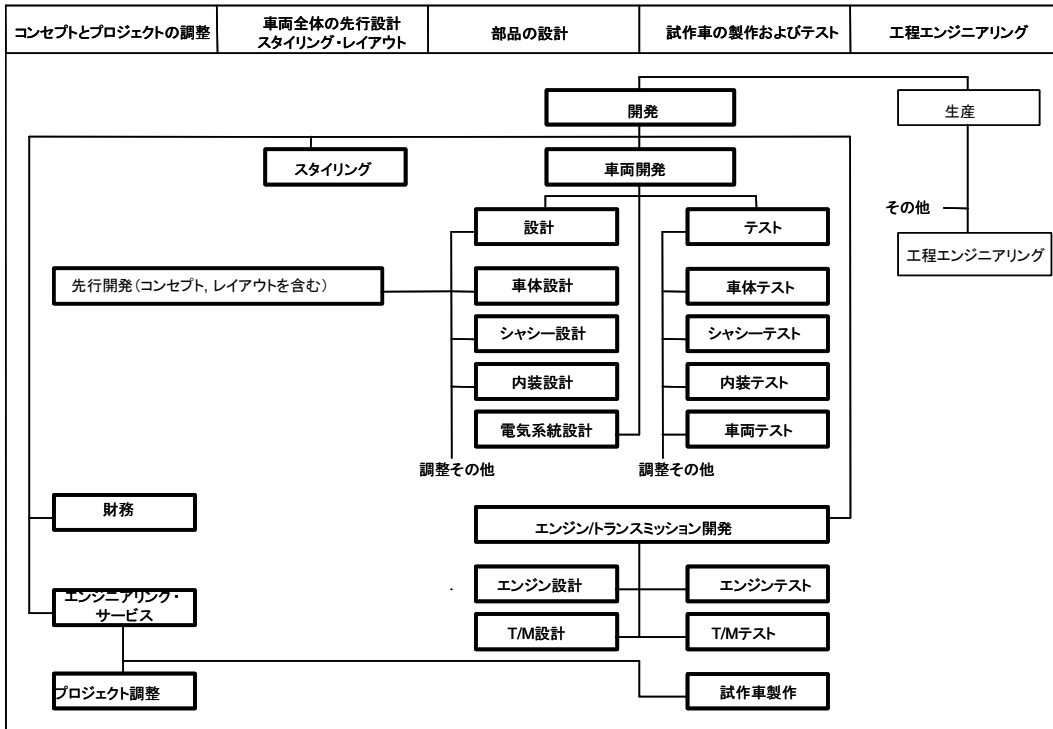 コンセプトとプロジェクトの調整
車両全体の先行設計
スタイリング・レイアウト
部品の設計
試作車の製作およびテスト
工程エンジニアリング
開発
生産
スタイリング
車両開発
その他
設計
テスト
工程エンジニアリング
先行開発(コンセプト, レイアウトを含む)
車体設計
車体テスト
シャシー設計
シャシーテスト
内装設計
内装テスト
電気系統設計
車両テスト
調整その他
調整その他
財務
エンジン/トランスミッション開発
エンジニアリング・
サービス
エンジン設計
エンジンテスト
T/M設計
T/Mテスト
プロジェクト調整
試作車製作